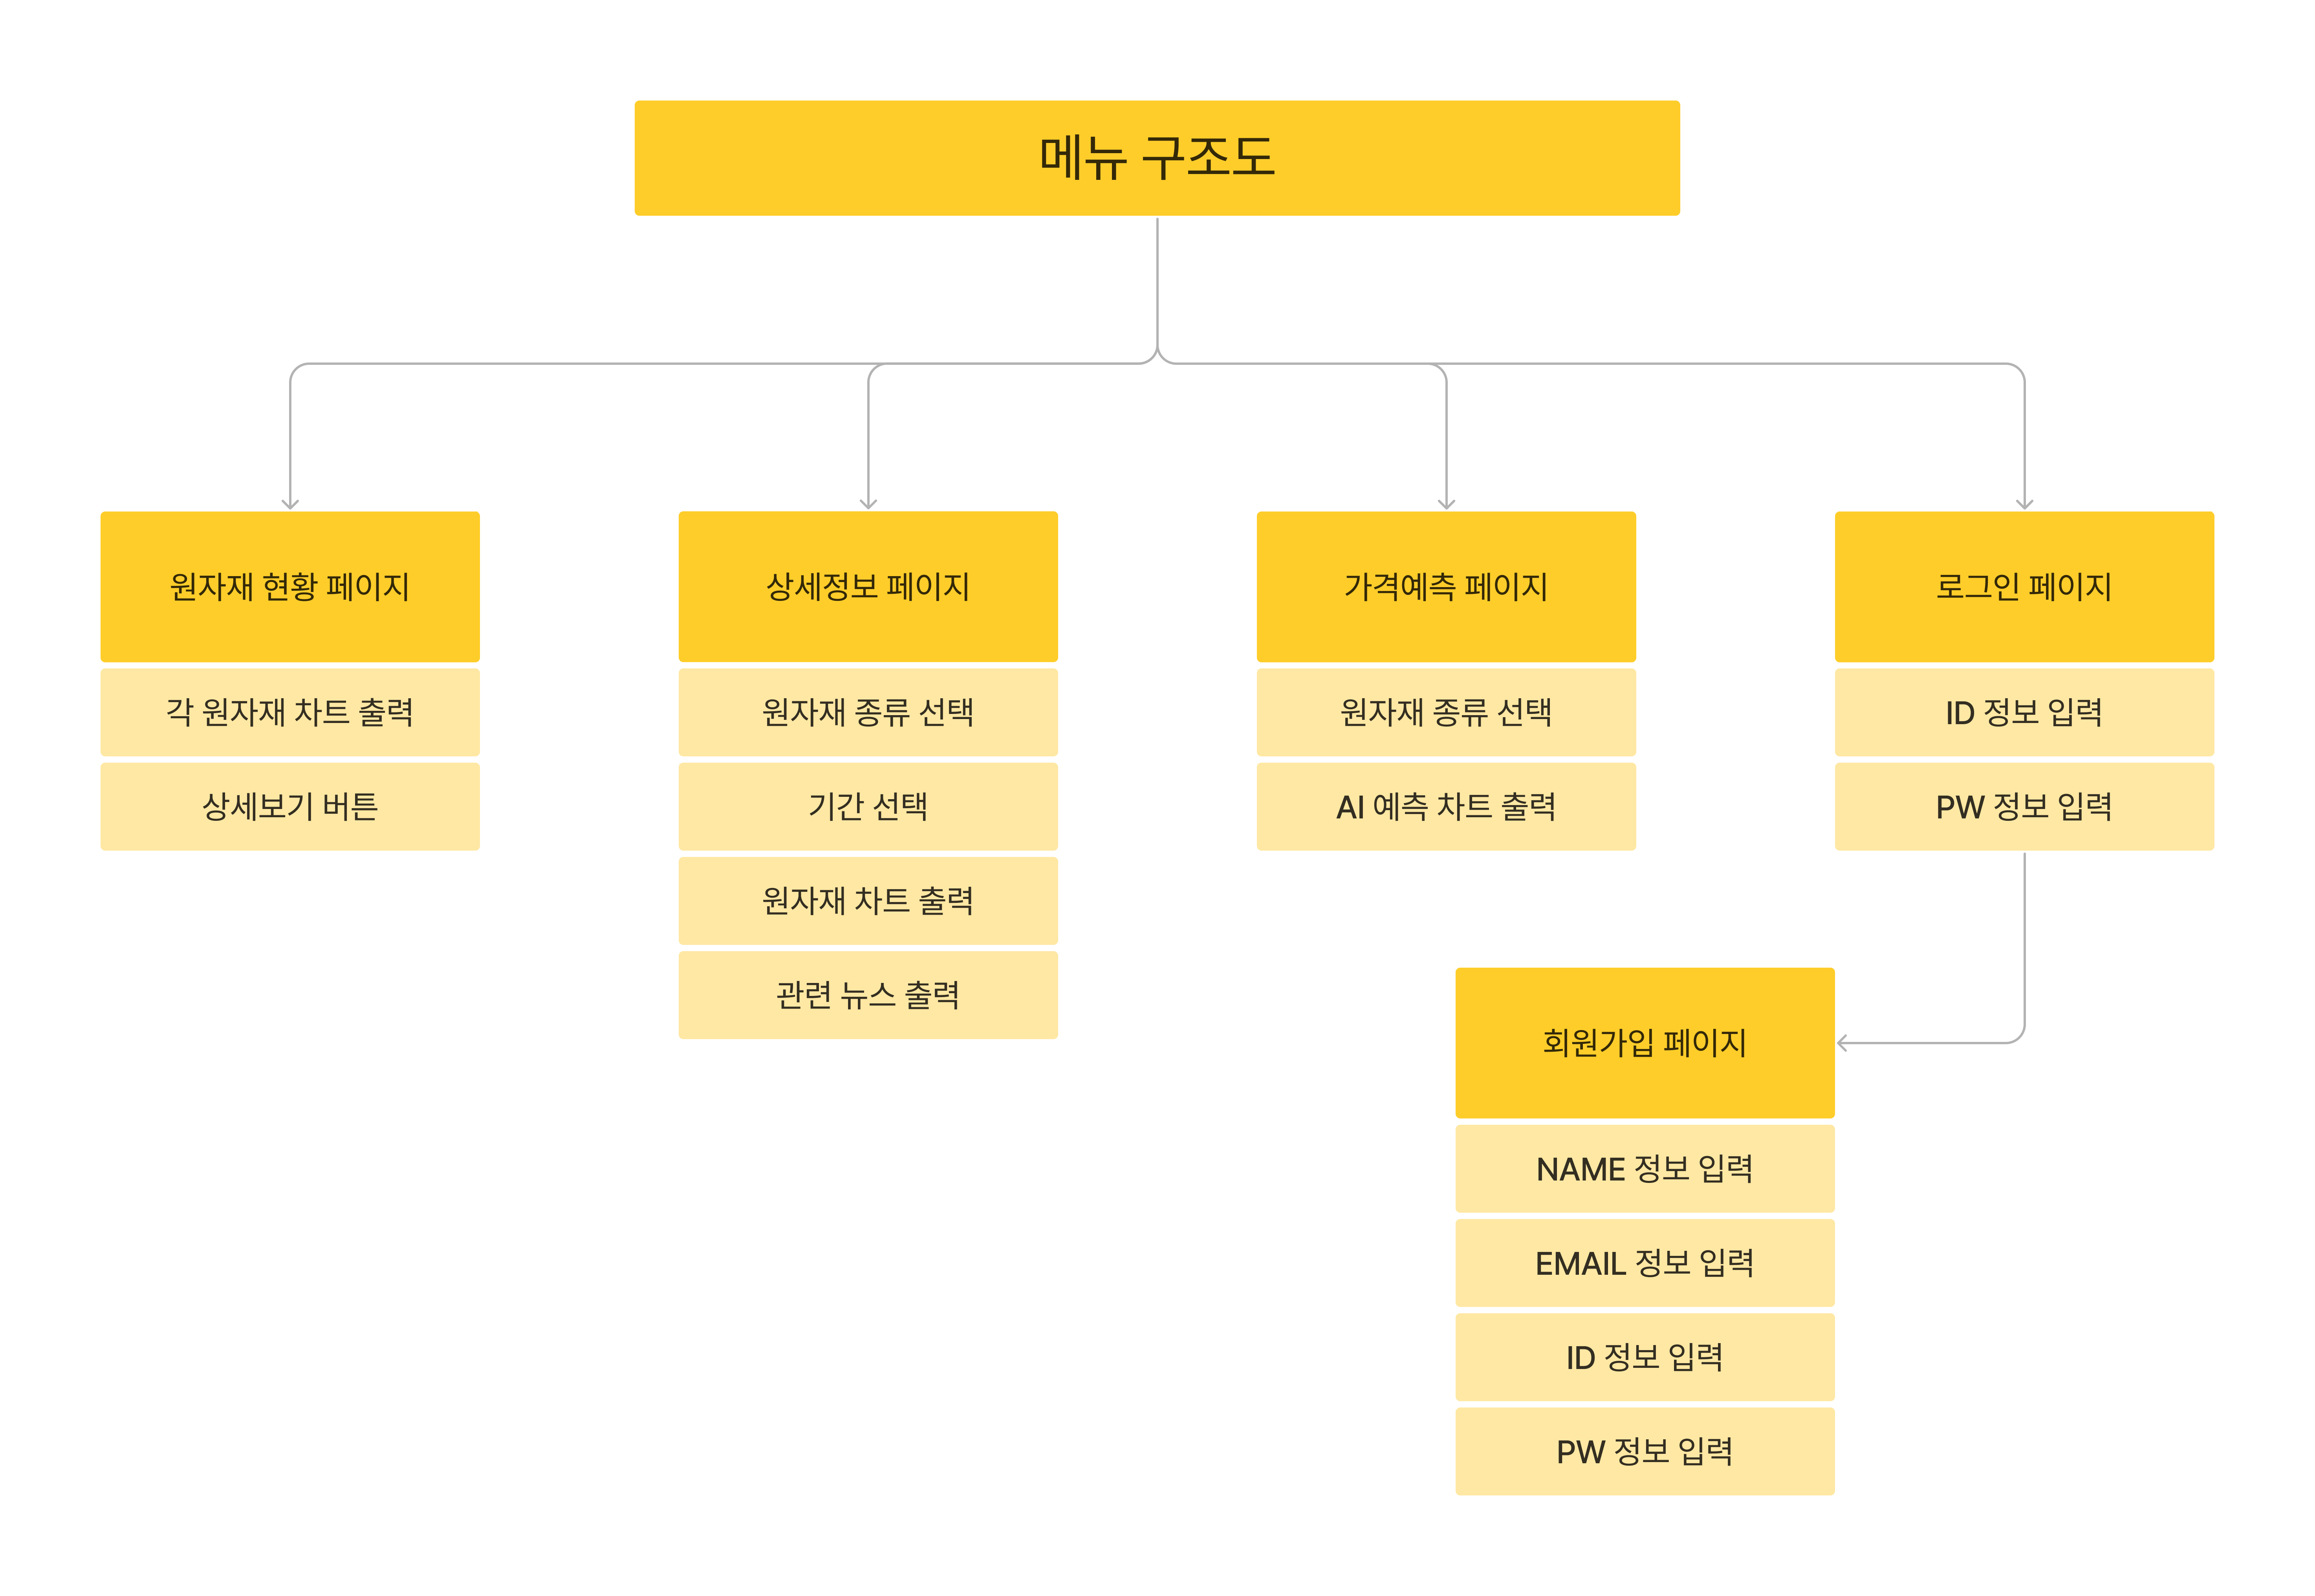 메뉴 구조도
원자재 현황 페이지
각 원자재 차트 출력
상세보기 버튼
상세정보 페이지
원자재 종류 선택
기간 선택
원자재 차트 출력
관련 뉴스 출력
가격예측 페이지
원자재 종류 선택
AI 예측 차트 출력
로그인 페이지
ID 정보 입력
PW 정보 입력
회원가입 페이지
NAME 정보 입력
EMAIL 정보 입력
ID 정보 입력
PW 정보 입력